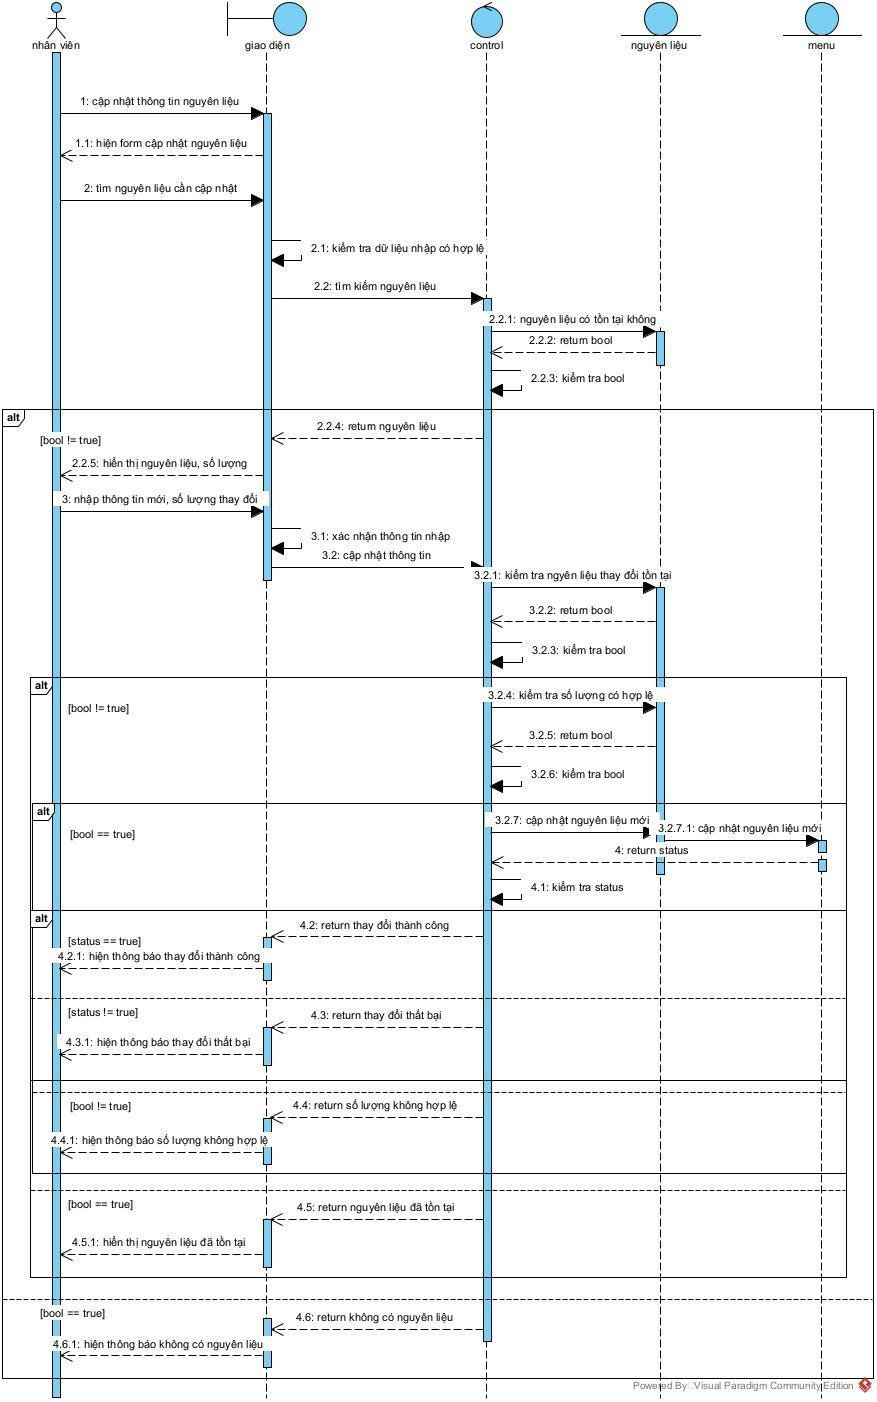 nhân viên
giao diện
control
nguyên liệu
menu
1: cập nhật thông tin nguyên liệu
1.1: hiện form cập nhật nguyên liệu
2: tìm nguyên liệu cần cập nhật
2.1: kiểm tra dữ liệu nhập có hợp lệ
2.2: tìm kiếm nguyên liệu
2.2.1: nguyên liệu có tồn tại không
2.2.2: return bool
2.2.3: kiểm tra bool
alt
2.2.4: return nguyên liệu
[bool != true]
2.2.5: hiển thị nguyên liệu, số lượng
3: nhập thông tin mới, số lượng thay đổi
3.1: xác nhận thông tin nhập
3.2: cập nhật thông tin
3.2.1: kiểm tra ngyên liệu thay đổi tồn tại
3.2.2: return bool
3.2.3: kiểm tra bool
alt
3.2.4: kiểm tra số lượng có hợp lệ
[bool != true]
3.2.5: return bool
3.2.6: kiểm tra bool
alt
3.2.7: cập nhật nguyên liệu mới
3.2.7.1: cập nhật nguyên liệu mới
[bool == true]
4: return status
4.1: kiểm tra status
alt
4.2: return thay đổi thành công
[status == true]
4.2.1: hiện thông báo thay đổi thành công
[status != true]
4.3: return thay đổi thất bại
4.3.1: hiện thông báo thay đổi thất bại
[bool != true]
4.4: return số lượng không hợp lệ
4.4.1: hiện thông báo số lượng không hợp lệ
[bool == true]
4.5: return nguyên liệu đã tồn tại
4.5.1: hiển thị nguyên liệu đã tồn tại
[bool == true]
4.6: return không có nguyên liệu
4.6.1: hiện thông báo không có nguyên liệu
Powered By Visual Paradigm Community Edition